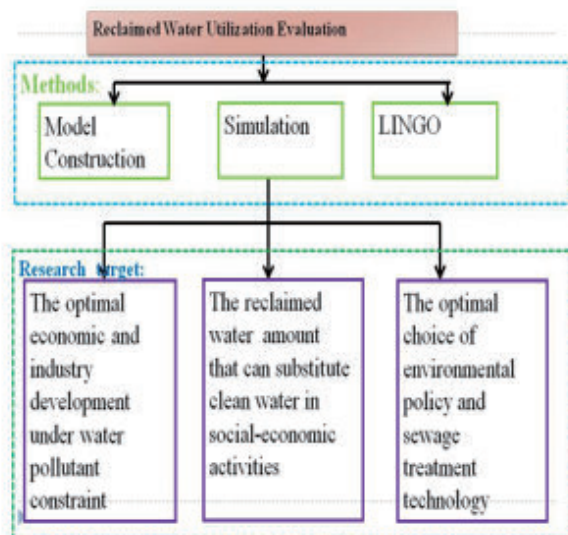 Reclaimed Water Utilization Evaluation
Methods:
Model
Construction
Simulation
LINGO
Research target:
The optimal
economic and
industry
development
under water
pollutant
constraint
The reclaimed
water amount
that can substitute
clean water in
social-economic
activities
The optimal
choice of
environmental
policy and
sewage
treatment
technology